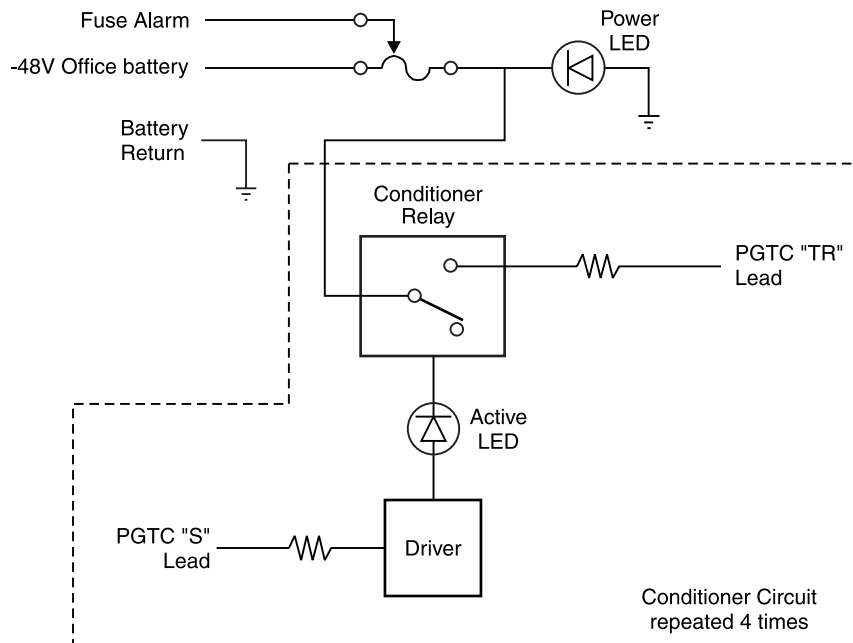 Fuse Alarm
Power
LED
-48V Office battery
Battery
Return
Conditioner
Relay
PGTC "TR"
Lead
Active
LED
PGTC "S"
Lead
Driver
Conditioner Circuit
repeated 4 times